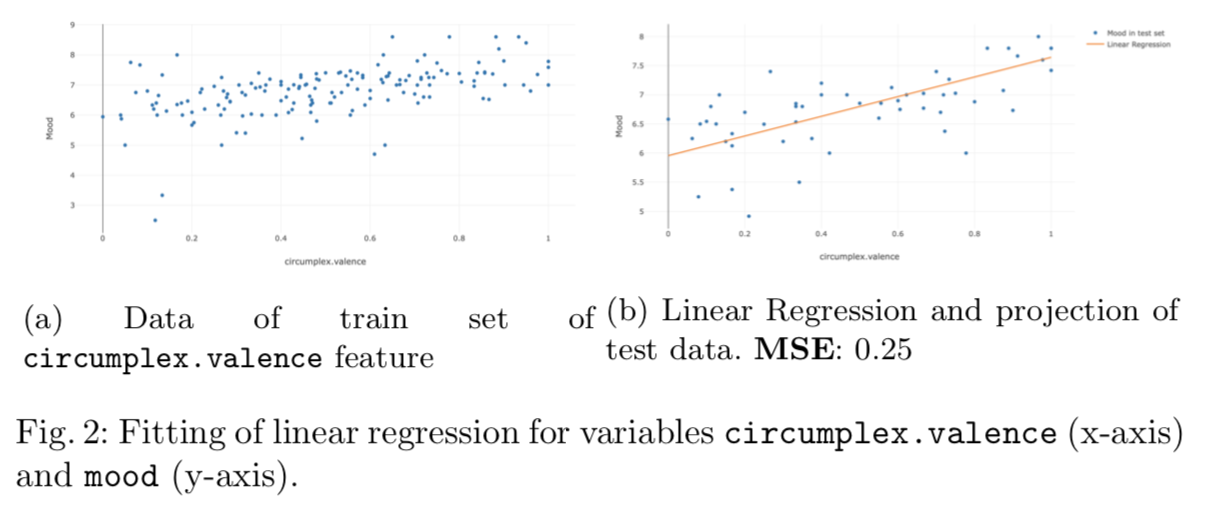 9
8
7
6
5
4
3
Mood
0 0.2 0.4 0.6 0.8 1
circumplex.valence
8
7.5
7
6.5
6
5.5
5
Mood
0 0.2 0.4 0.6 0.8 1
circumplex.valence
Mood in test set
Linear Regression
(a) Data of train set of
circumplex.valence feature
(b) Linear Regression and projection of
test data. MSE: 0.25
Fig. 2: Fitting of linear regression for variables circumplex.valence (x-axis)
and mood (y-axis).